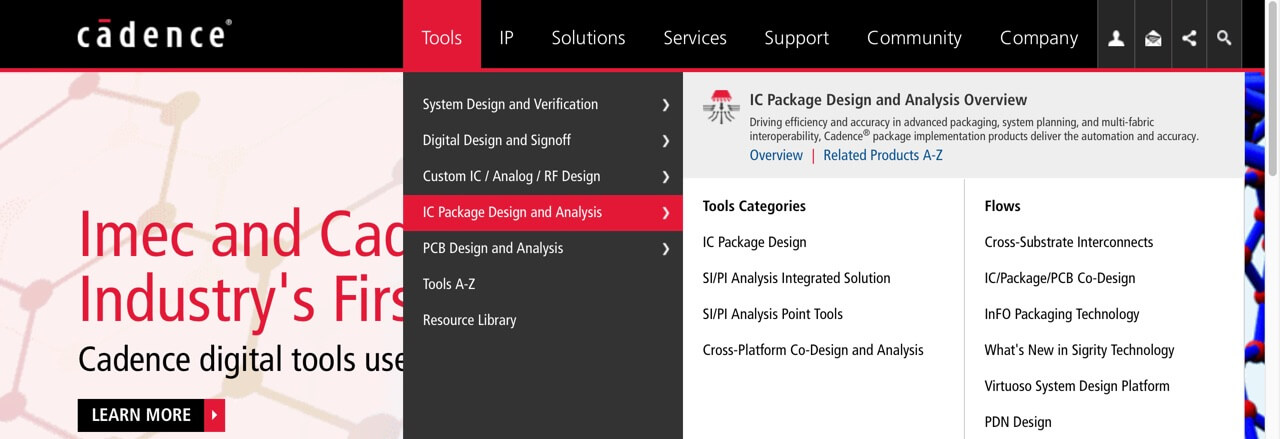 cādence®
Tools IP Solutions Services Support Community Company
System Design and Verification
Digital Design and Signoff
Custom IC / Analog / RF Design
IC Package Design and Analysis
PCB Design and Analysis
Tools A-Z
Resource Library
IC Package Design and Analysis Overview
Driving efficiency and accuracy in advanced packaging, system planning, and multi-fabric
interoperability, Cadence® package implementation products deliver the automation and accuracy.
Overview | Related Products A-Z
Tools Categories
IC Package Design
SI/PI Analysis Integrated Solution
SI/PI Analysis Point Tools
Cross-Platform Co-Design and Analysis
Flows
Cross-Substrate Interconnects
IC/Package/PCB Co-Design
InFO Packaging Technology
What's New in Sigrity Technology
Virtuoso System Design Platform
PDN Design
Imec and Cad
Industry's Firs
Cadence digital tools use
LEARN MORE